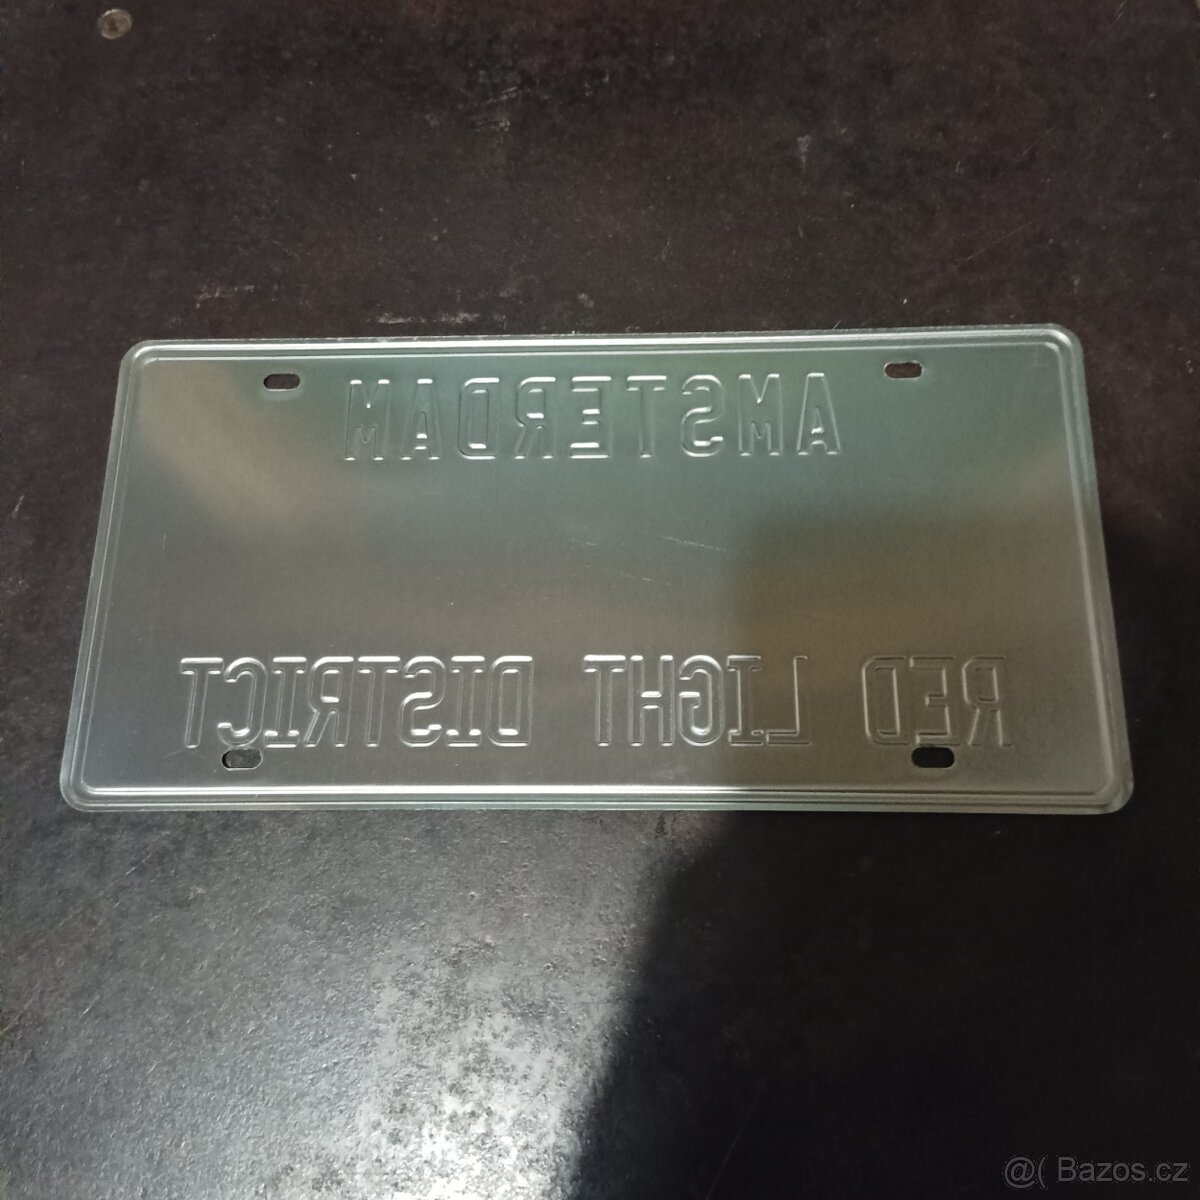 AMSTERDAM
RED LIGHT DISTRICT
@( Bazos.cz